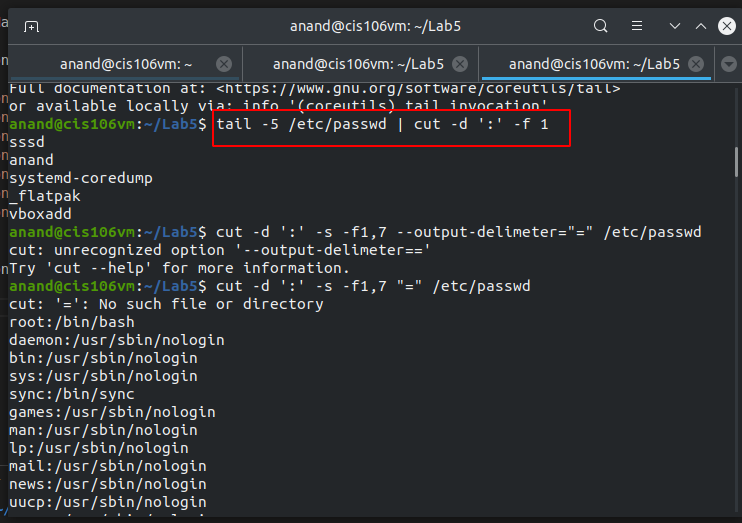 anand@cis106vm: ~/Lab5
anand@cis106vm: ~
anand@cis106vm: ~/Lab5
anand@cis106vm: ~/Lab5
Full documentation at: <https://www.gnu.org/software/coreutils/tail>
or available locally via: info '(coreutils) tail invocation'
anand@cis106vm:~/Lab5$ tail -5 /etc/passwd | cut -d ':' -f 1
sssd
anand
systemd-coredump
_flatpak
vboxadd
anand@cis106vm:~/Lab5$ cut -d ':' -s -f1,7 --output-delimeter="=" /etc/passwd
cut: unrecognized option '--output-delimeter=='
Try 'cut --help' for more information.
anand@cis106vm:~/Lab5$ cut -d ':' -s -f1,7 "=" /etc/passwd
cut: '=': No such file or directory
root:/bin/bash
daemon:/usr/sbin/nologin
bin:/usr/sbin/nologin
sys:/usr/sbin/nologin
sync:/bin/sync
games:/usr/sbin/nologin
man:/usr/sbin/nologin
lp:/usr/sbin/nologin
mail:/usr/sbin/nologin
news:/usr/sbin/nologin
uucp:/usr/sbin/nologin